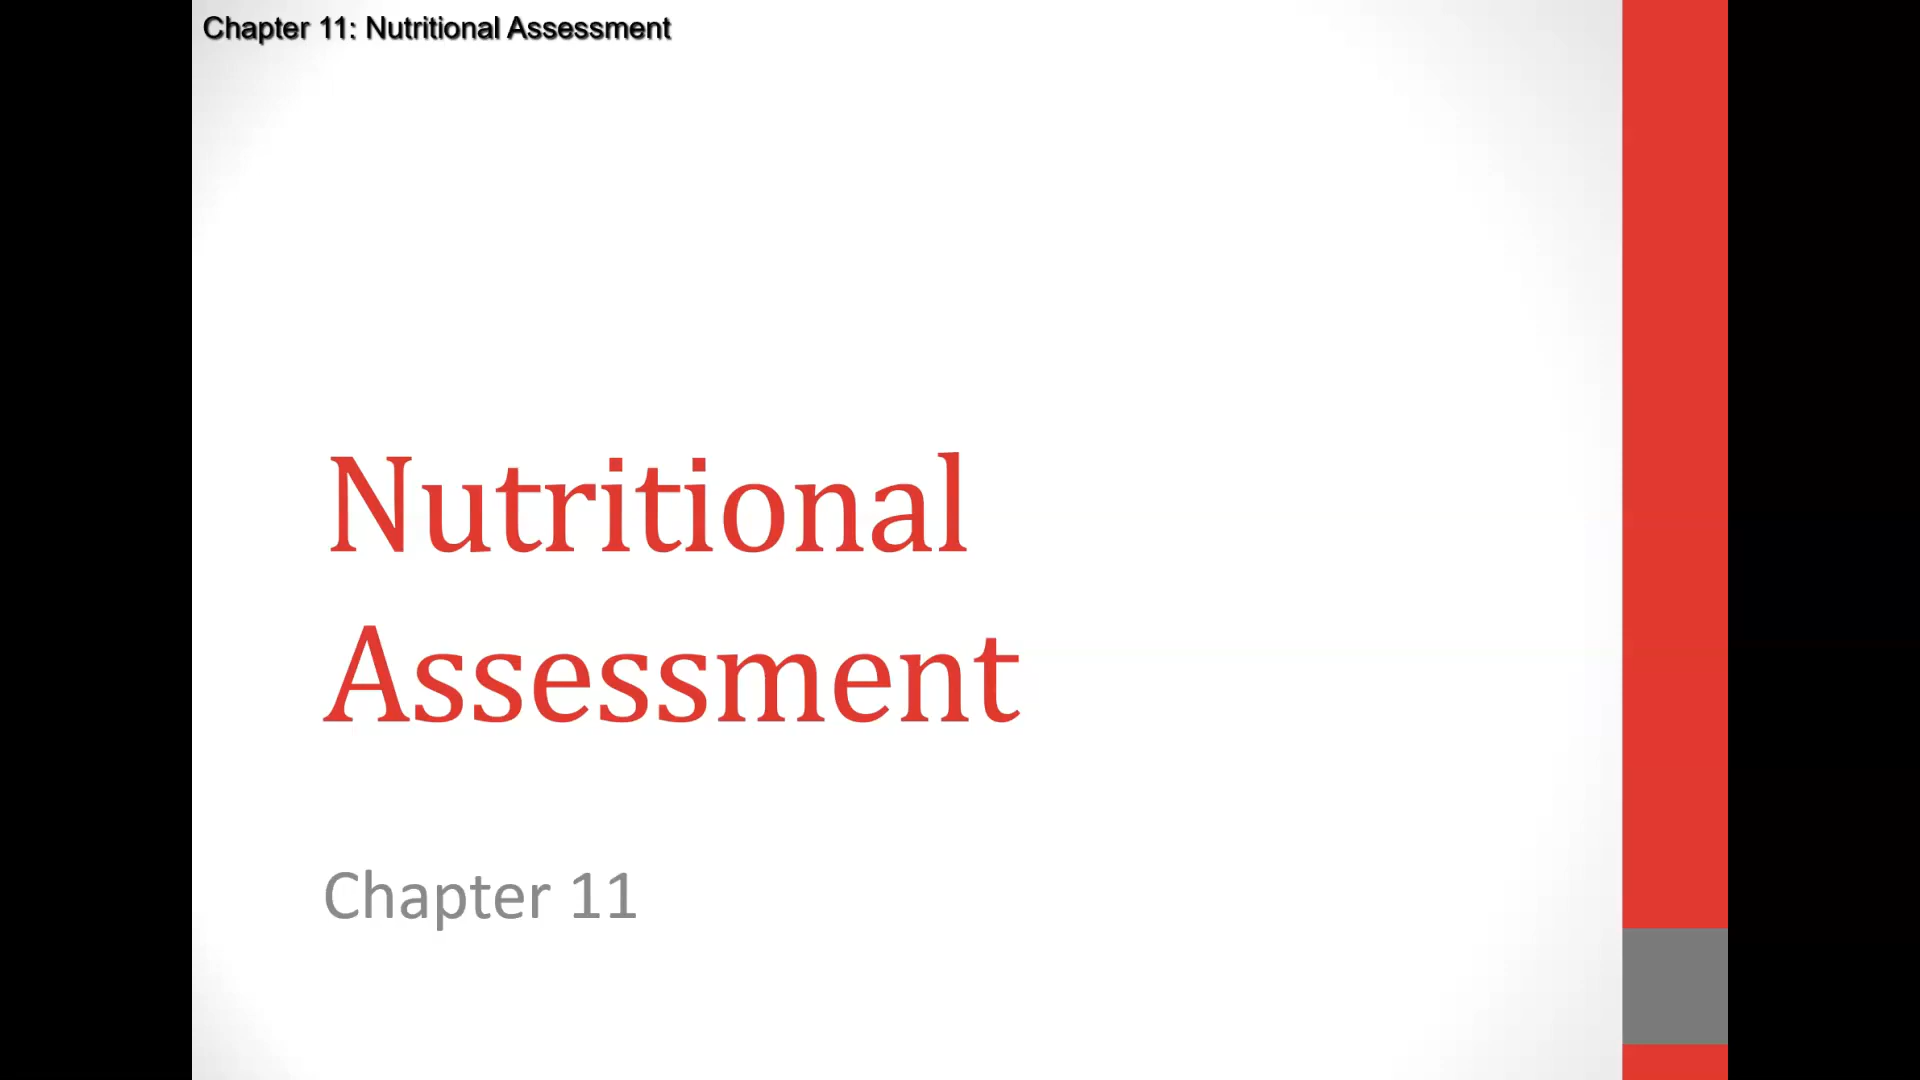 Chapter 11: Nutritional Assessment
Nutritional
Assessment
Chapter 11